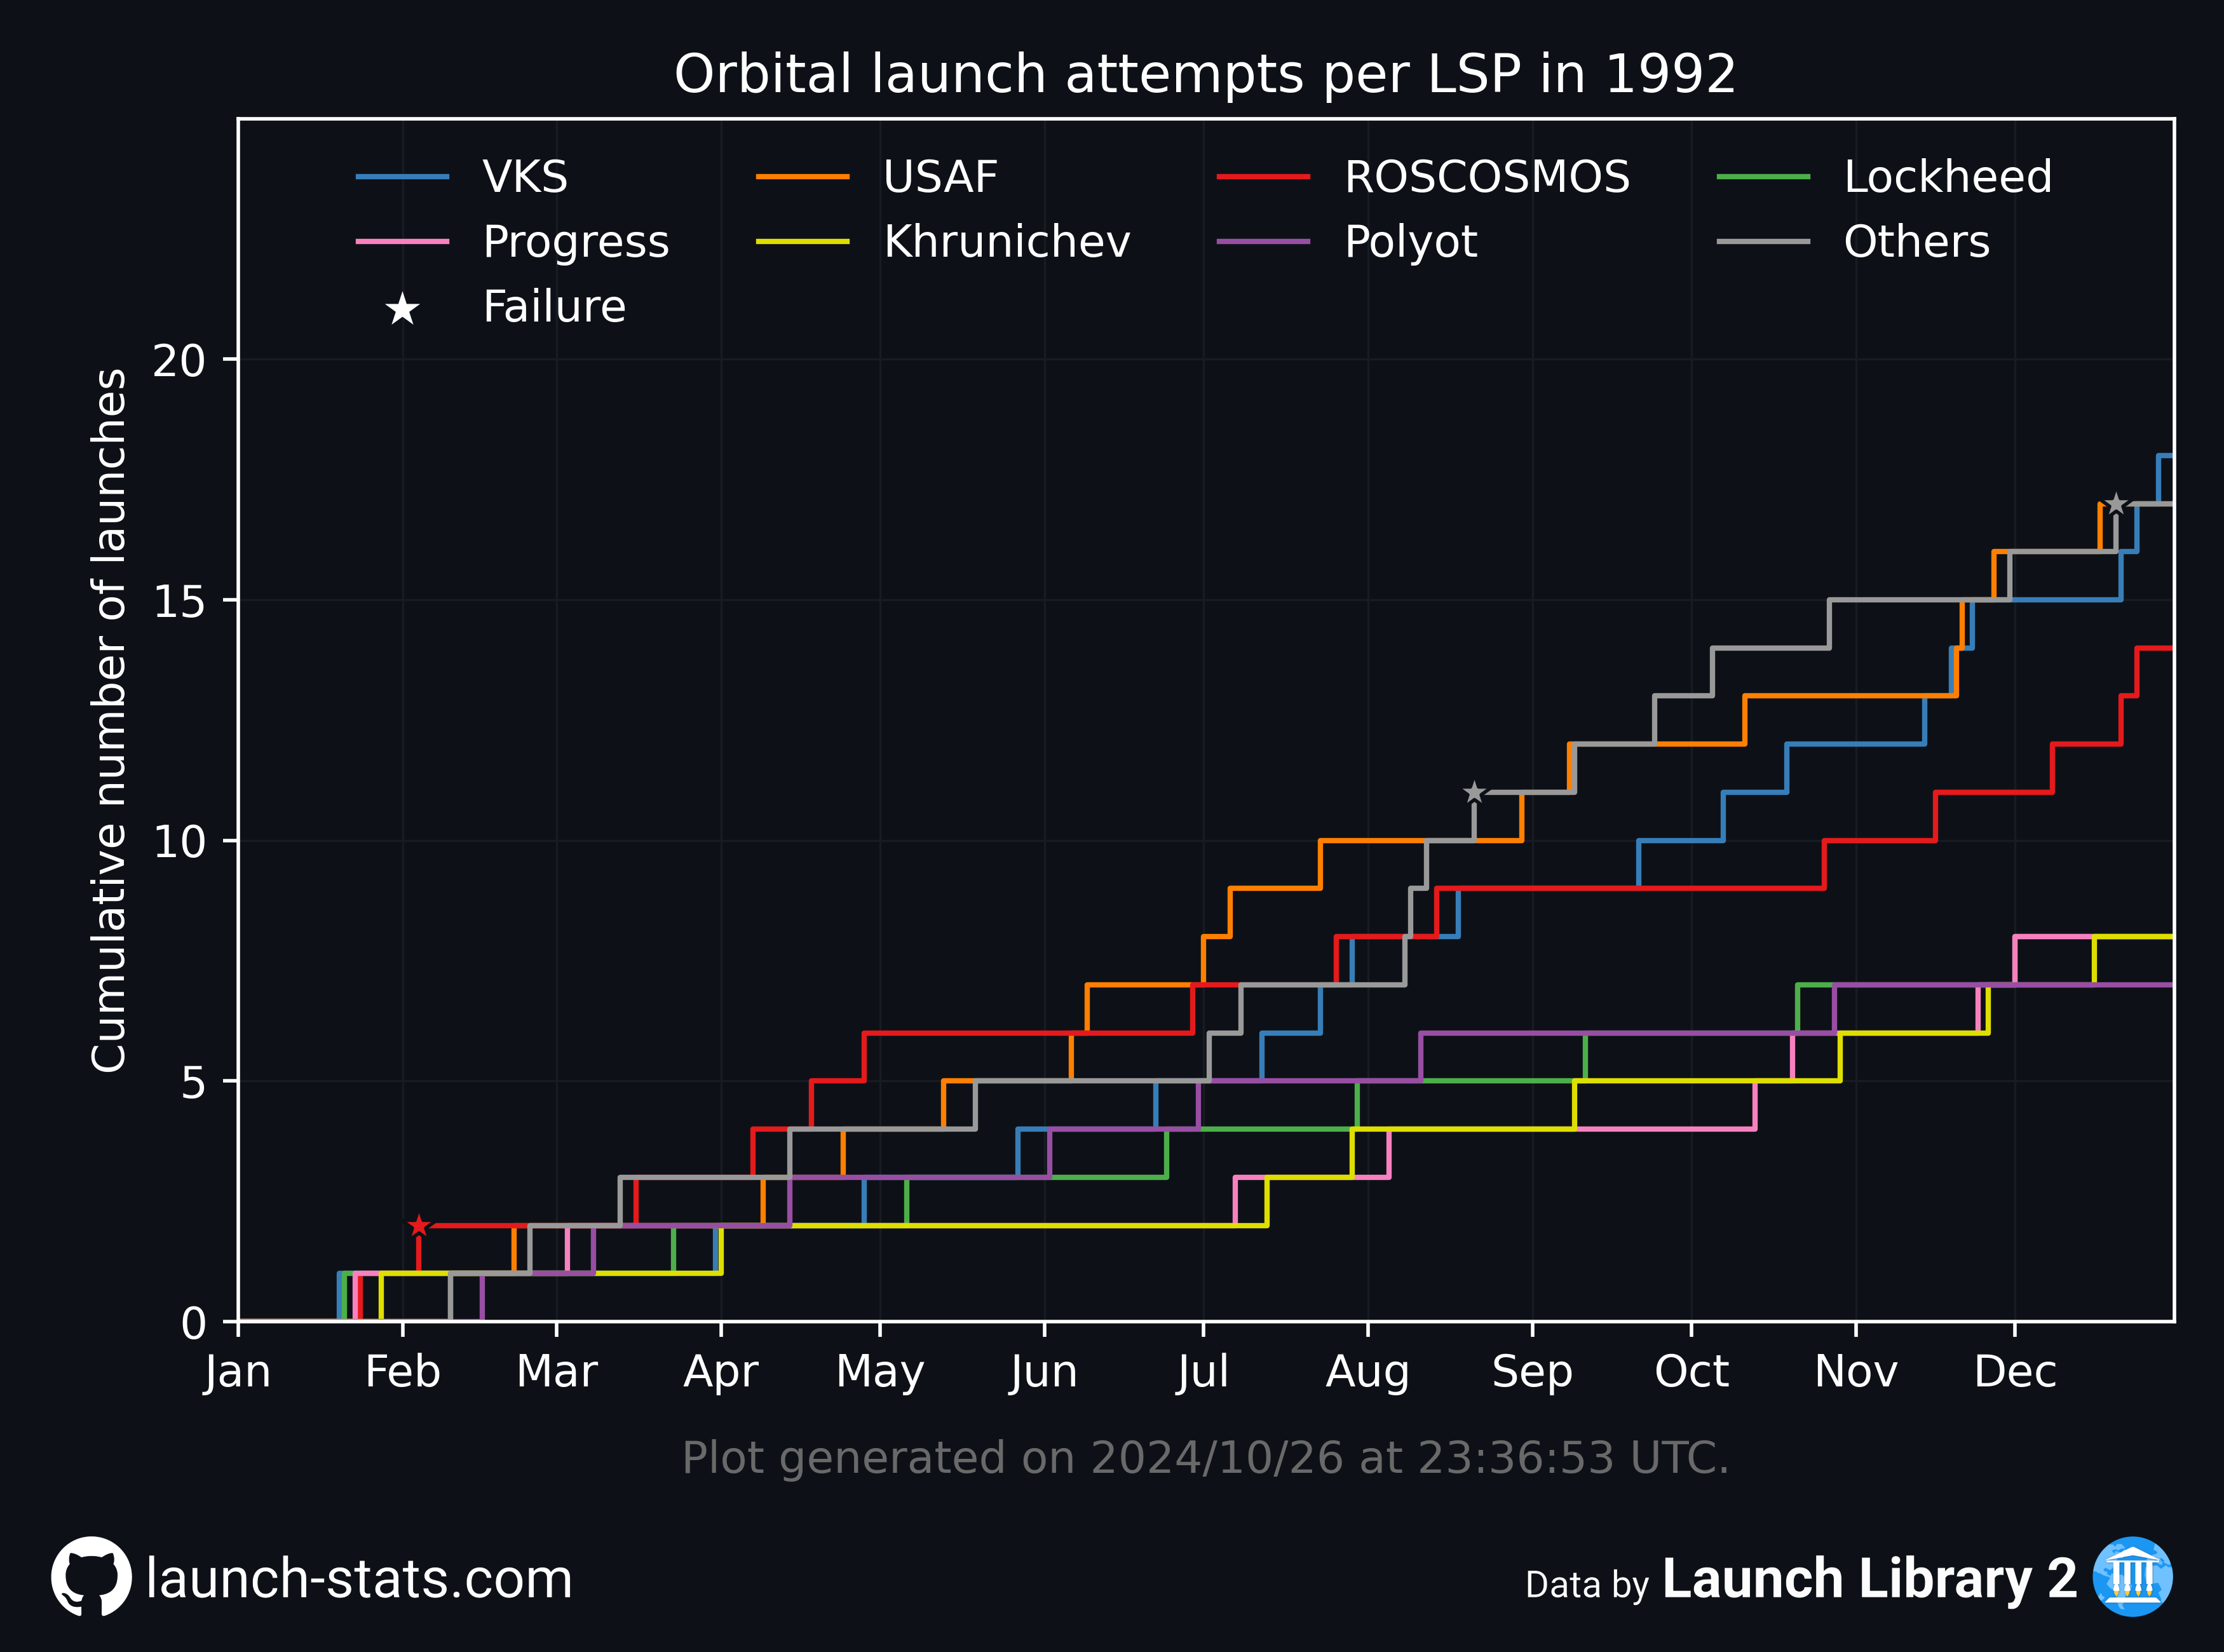 Orbital launch attempts per LSP in 1992
VKS USAF ROSCOSMOS Lockheed
Progress Khrunichev Polyot Others
Failure
Cumulative number of launches
20
15
10
5
0
Jan Feb Mar Apr May Jun Jul Aug Sep Oct Nov Dec
Plot generated on 2024/10/26 at 23:36:53 UTC.
launch-stats.com
Data by Launch Library 2